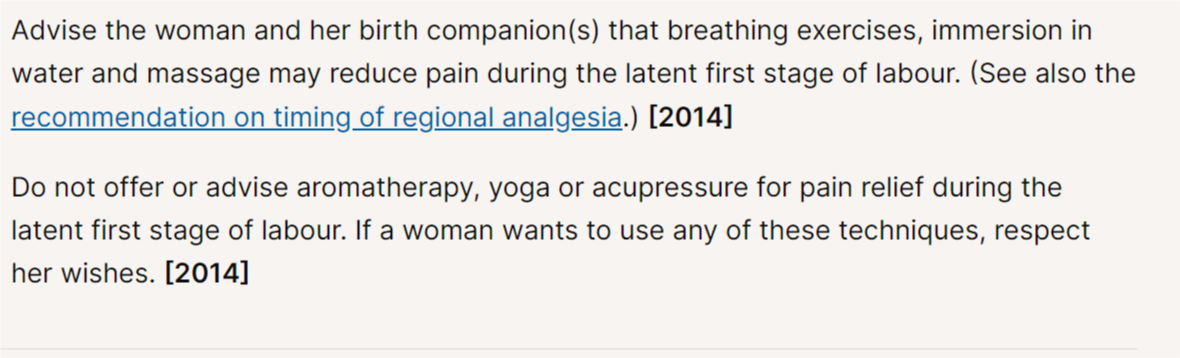 Advise the woman and her birth companion(s) that breathing exercises, immersion in
water and massage may reduce pain during the latent first stage of labour. (See also the
recommendation on timing of regional analgesia.) [2014]
Do not offer or advise aromatherapy, yoga or acupressure for pain relief during the
latent first stage of labour. If a woman wants to use any of these techniques, respect
her wishes. [2014]